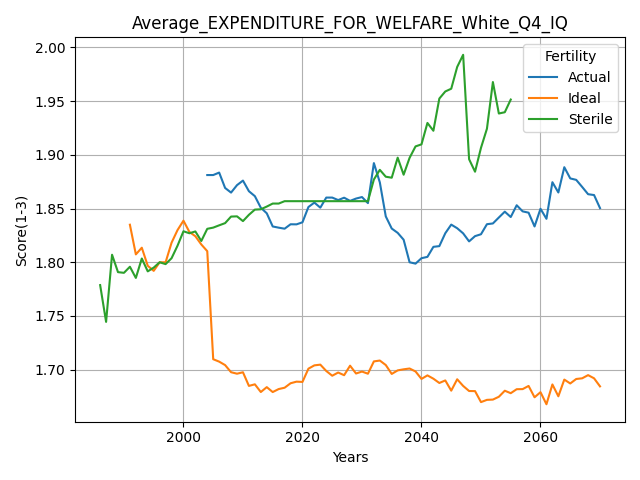 Average_EXPENDITURE_FOR_WELFARE_White_Q4_IQ
Fertility
Actual
Ideal
Sterile
Score(1-3)
2.00
1.95
1.90
1.85
1.80
1.75
1.70
2000
2020
2040
2060
Years